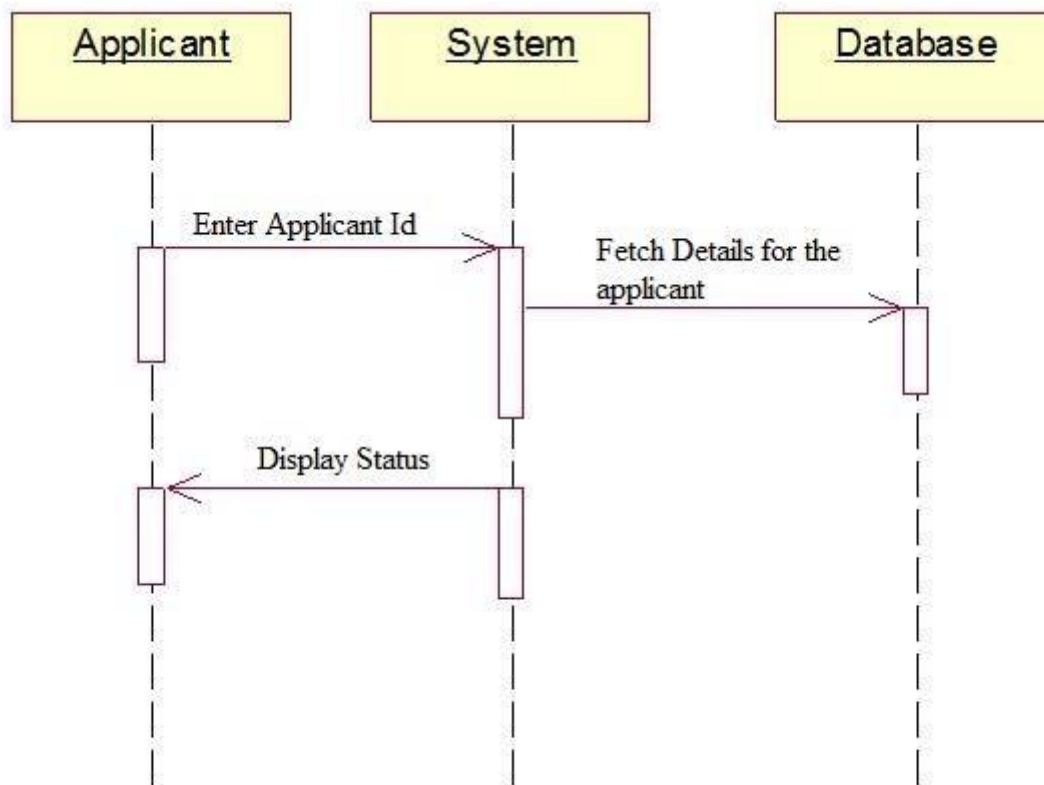 Applicant
System
Database
Enter Applicant Id
Fetch Details for the
applicant
Display Status